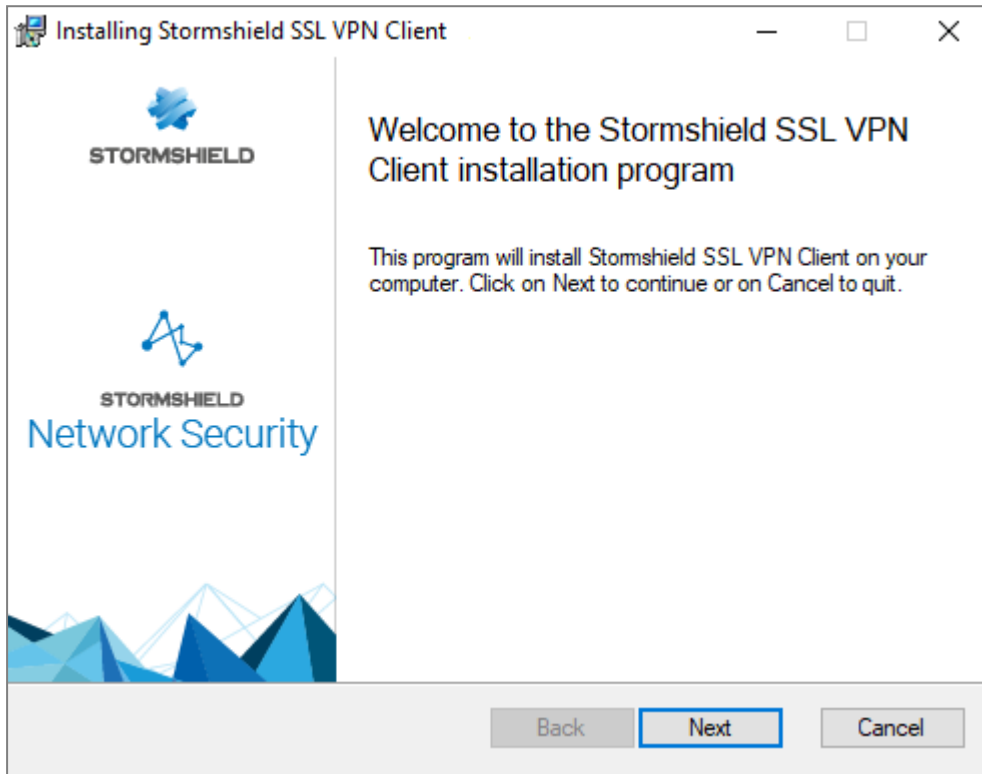 Installing Stormshield SSL VPN Client
STORMSHIELD
STORMSHIELD
Network Security
Welcome to the Stormshield SSL VPN
Client installation program
This program will install Stormshield SSL VPN Client on your
computer. Click on Next to continue or on Cancel to quit.
Back
Next
Cancel